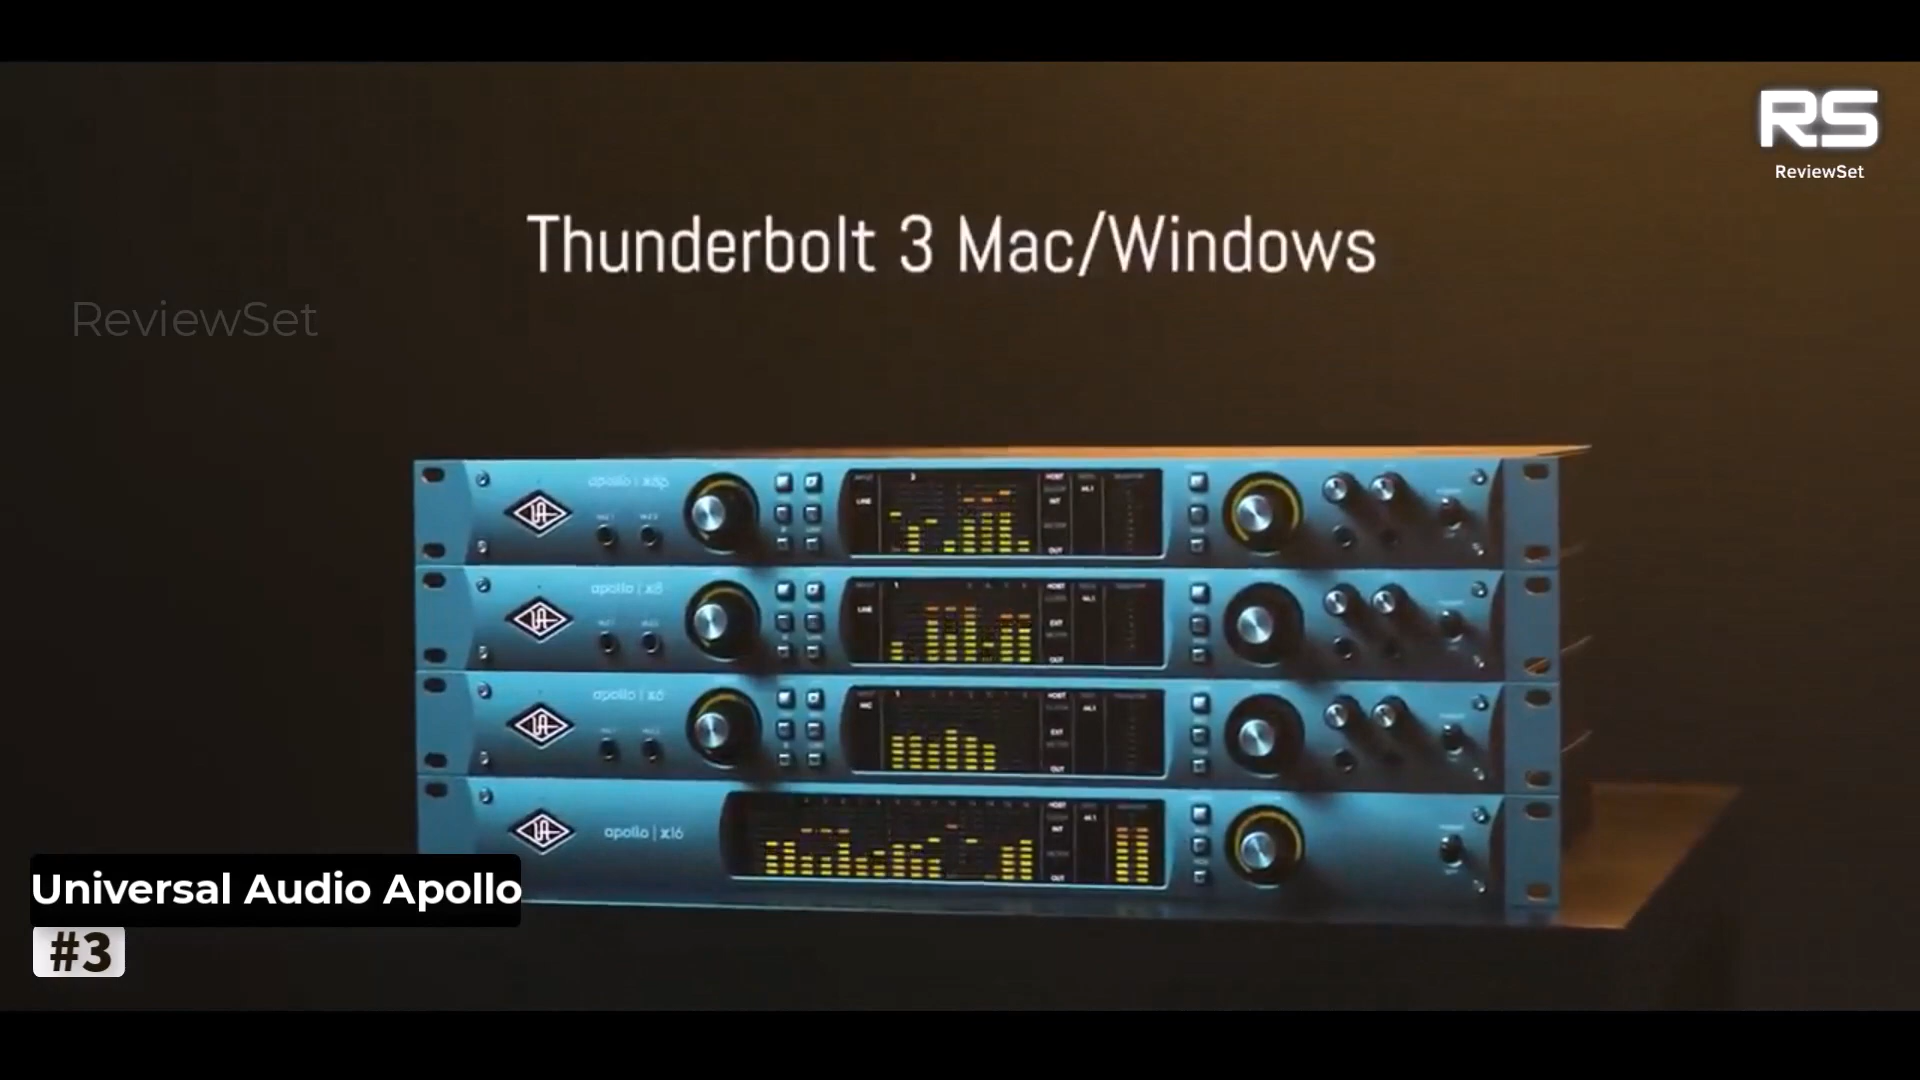 RS
ReviewSet
Thunderbolt 3 Mac/Windows
ReviewSet
apollo | x8p
apollo | x8
apollo | x6
apollo | x16
Universal Audio Apollo
#3